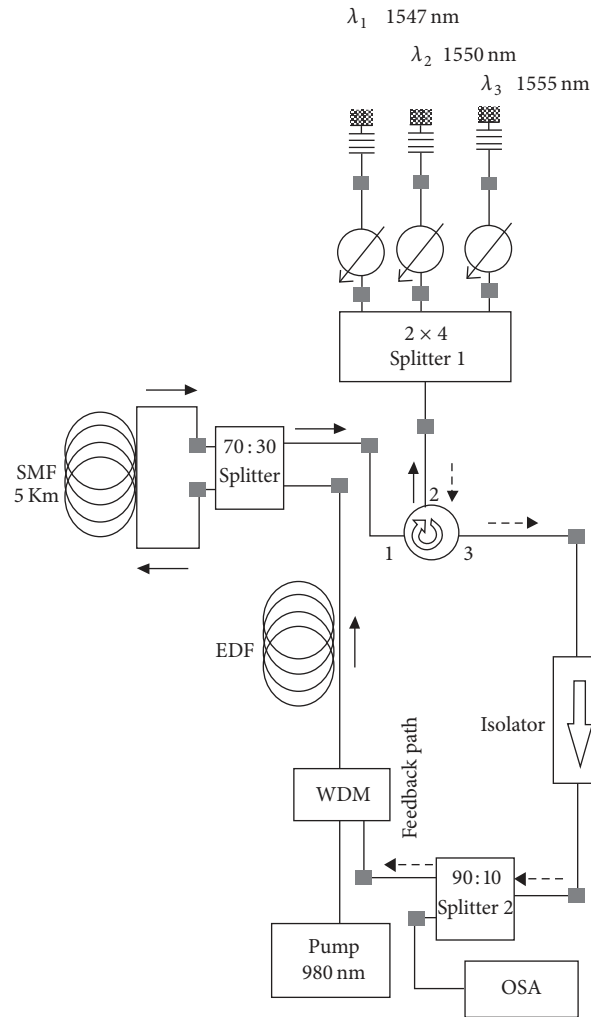 λ1 1547 nm
λ2 1550 nm
λ3 1555 nm
2 × 4
Splitter 1
70 : 30
Splitter
SMF
5 Km
2
1
3
EDF
Isolator
Feedback path
WDM
90 : 10
Splitter 2
Pump
980 nm
OSA